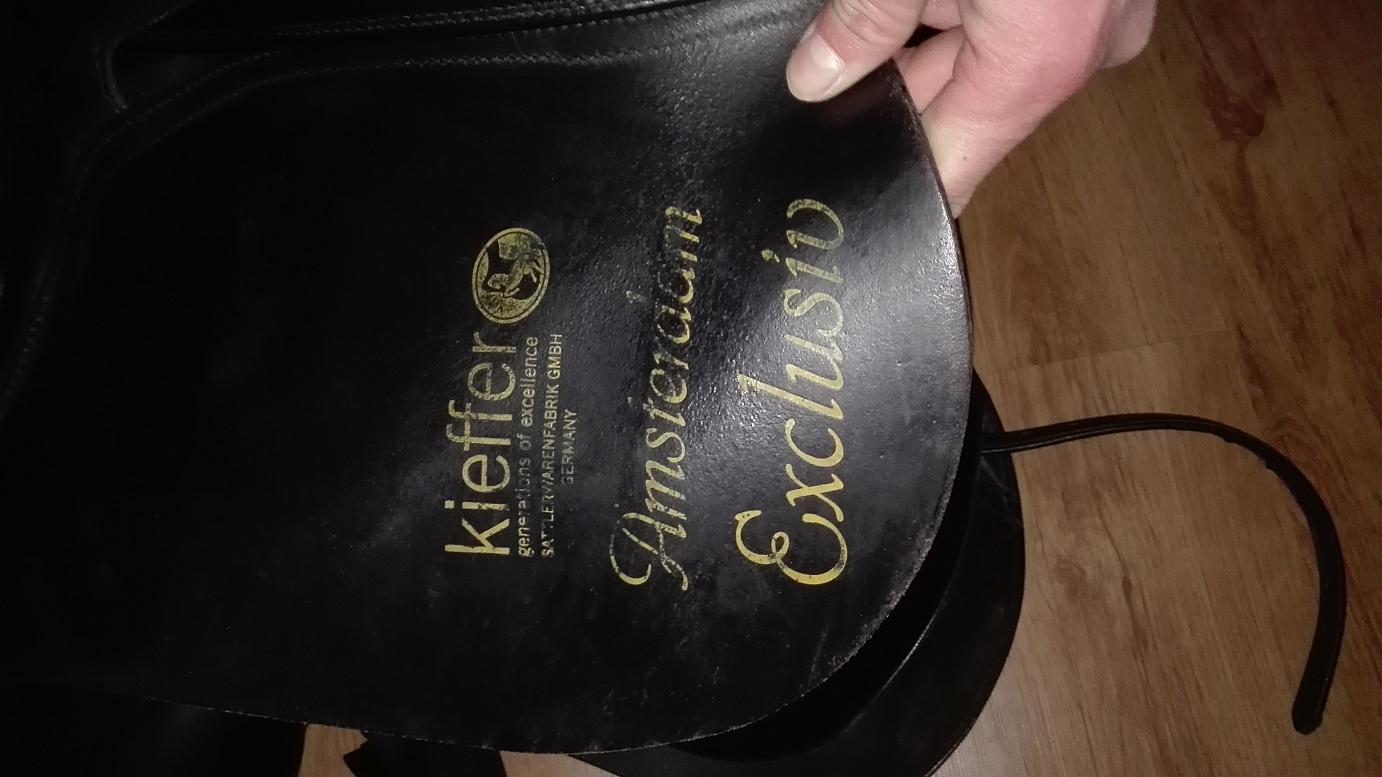 kieffer
generations of excellence
SATTLERWARENFABRIK GMBH
GERMANY
Amsterdam
Exclusiv